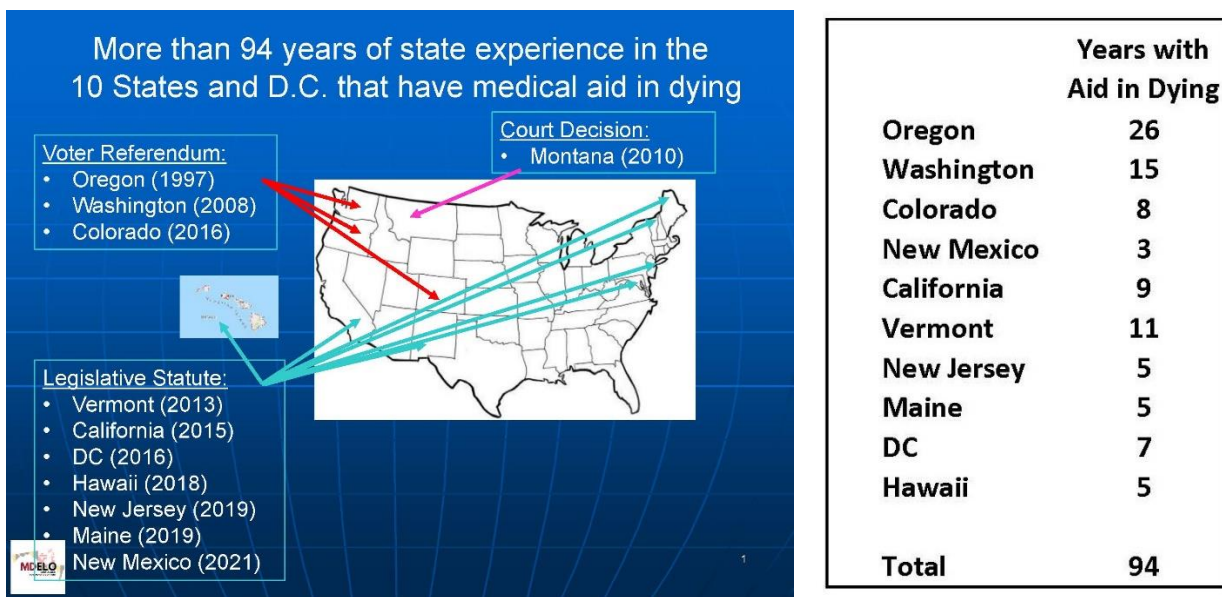 More than 94 years of state experience in the
10 States and D.C. that have medical aid in dying
Voter Referendum:
• Oregon (1997)
• Washington (2008)
• Colorado (2016)
Court Decision:
• Montana (2010)
Legislative Statute:
• Vermont (2013)
• California (2015)
• DC (2016)
• Hawaii (2018)
• New Jersey (2019)
• Maine (2019)
• New Mexico (2021)
MDELO
1
Years with
Aid in Dying
Oregon 26
Washington 15
Colorado 8
New Mexico 3
California 9
Vermont 11
New Jersey 5
Maine 5
DC 7
Hawaii 5
Total 94